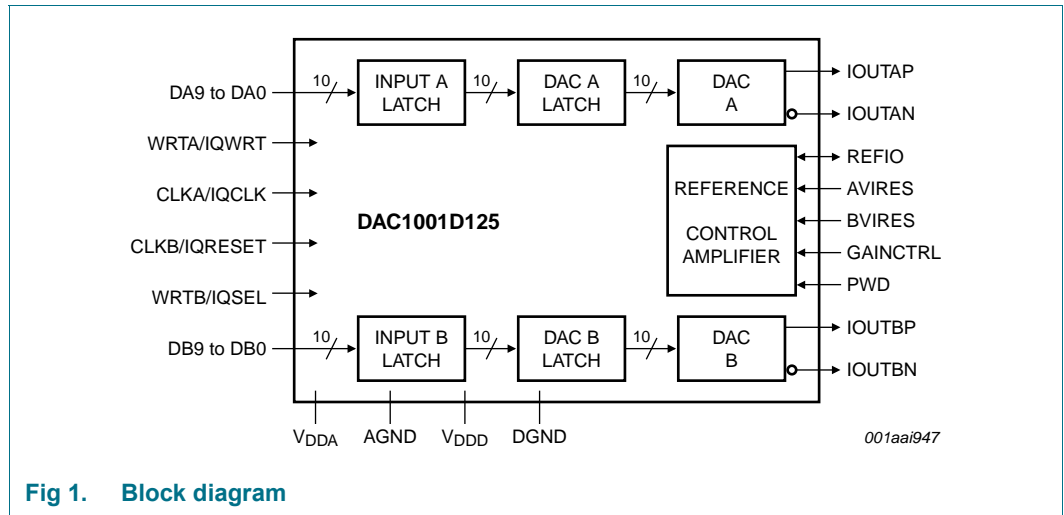 DA9 to DA0
10
INPUT A
LATCH
10
DAC A
LATCH
10
DAC
A
IOUTAP
IOUTAN
WRTA/IQWRT
CLKA/IQCLK
CLKB/IQRESET
WRTB/IQSEL
DAC1001D125
REFERENCE
CONTROL
AMPLIFIER
REFIO
AVIRES
BVIRES
GAINCTRL
PWD
DB9 to DB0
10
INPUT B
LATCH
10
DAC B
LATCH
10
DAC
B
IOUTBP
IOUTBN
VDDA
AGND
VDDD
DGND
001aai947
Fig 1. Block diagram